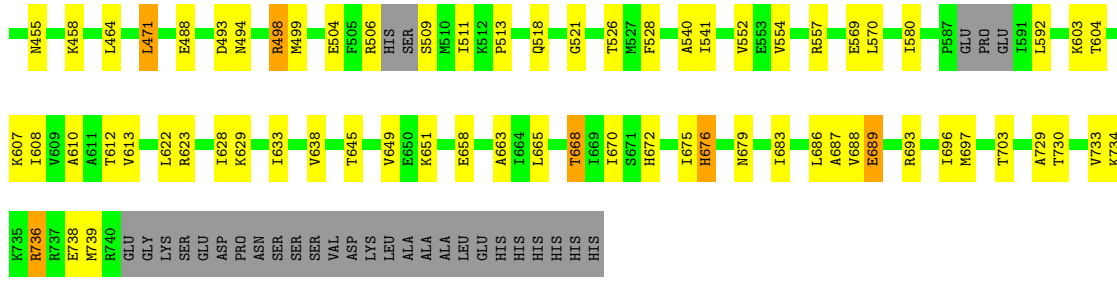 N455 K458 L464 L471 E488 D493 N494 R498 M499 E504 F505 R506 HIS SER S509 M510 I511 K512 P513 Q518 G521 T526 M527 F528 A540 I541 V552 E553 V554 R557 E569 L570 I580 P587 GLU PRO GLU I591 L592 K603 T604
K607 I608 V609 A610 A611 T612 V613 L622 R623 I628 K629 I633 V638 T645 V649 E650 K651 E658 A663 I664 L665 T668 I669 I670 S671 H672 I675 H676 N679 I683 L686 A687 V688 E689 R693 I696 M697 T703 A729 T730 V733 K734
K735 R736 R737 E738 M739 R740 GLU GLY LYS SER GLU ASP PRO ASN SER SER SER VAL ASP LYS LEU ALA ALA ALA LEU GLU HIS HIS HIS HIS HIS HIS